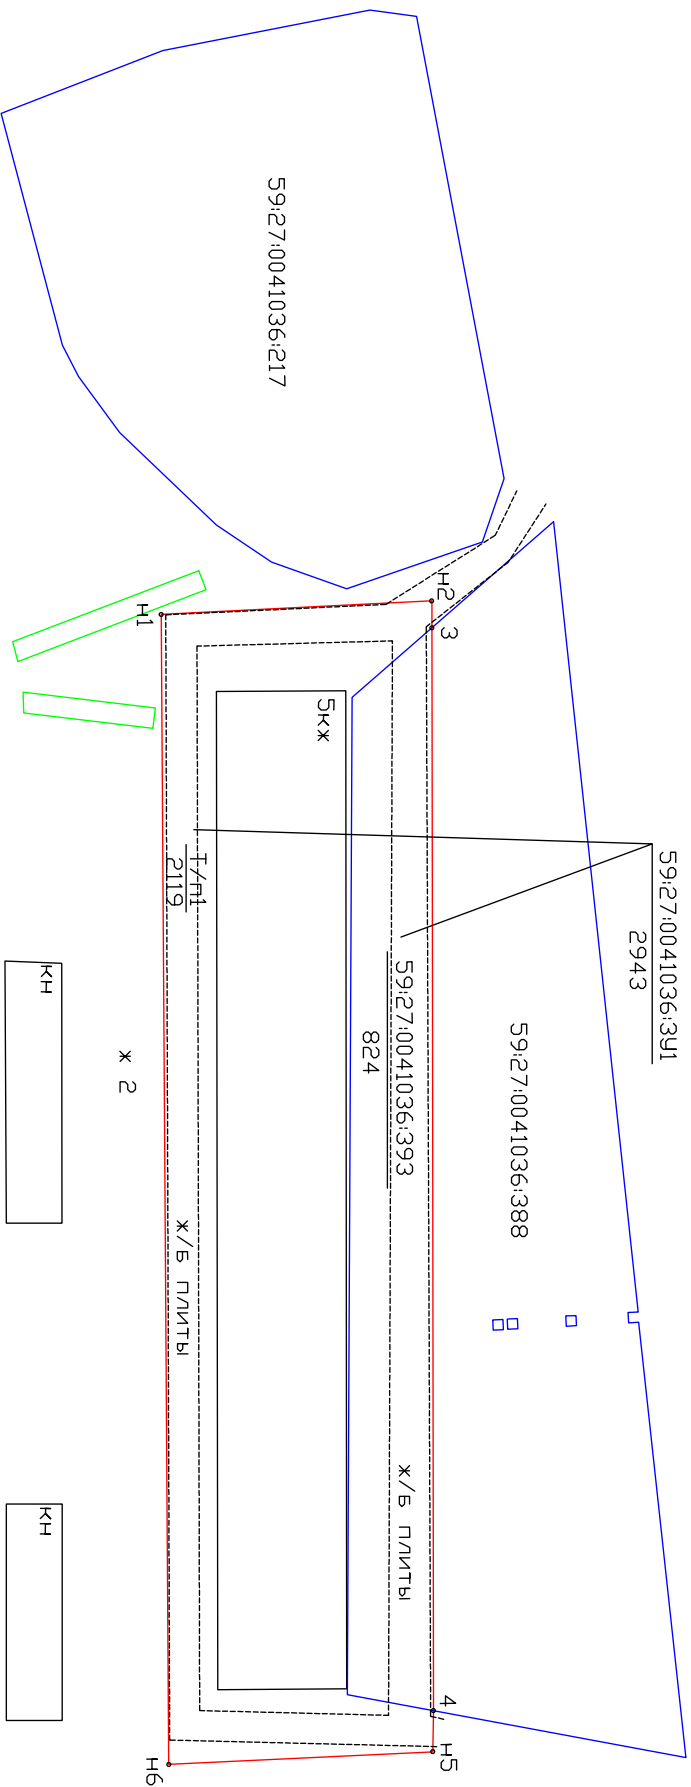 59:27:0041036:217
н2
3
н1
5кж
Т/п1
2119
59:27:0041036:ЗУ1
2943
59:27:0041036:393
824
59:27:0041036:388
кн
ж 2
ж/Б плиты
ж/Б плиты
кн
4
н5
н6